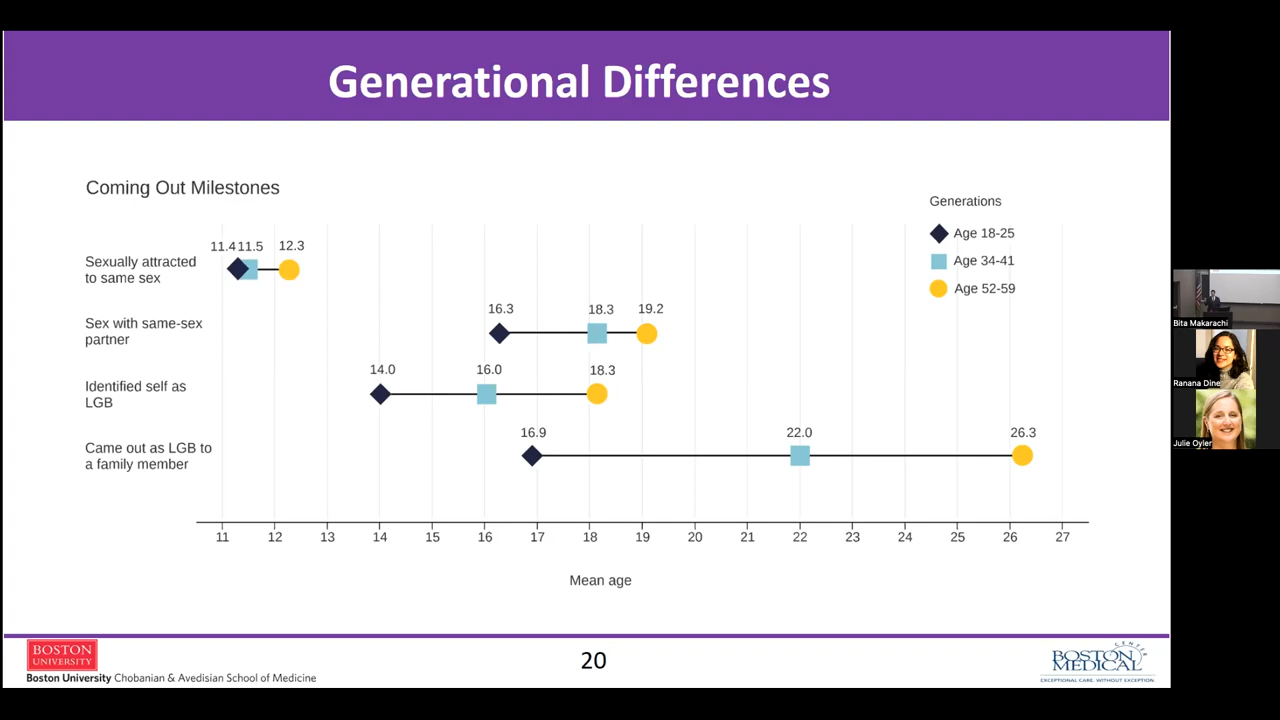 Generational Differences
Coming Out Milestones
Generations
Age 18-25
Age 34-41
Age 52-59
11.4 11.5 12.3
Sexually attracted
to same sex
16.3 18.3 19.2
Sex with same-sex
partner
14.0 16.0 18.3
Identified self as
LGB
16.9 22.0 26.3
Came out as LGB to
a family member
11 12 13 14 15 16 17 18 19 20 21 22 23 24 25 26 27
Mean age
BOSTON
UNIVERSITY
Boston University Chobanian & Avedisian School of Medicine
20
BOSTON
MEDICAL
CENTER
EXCEPTIONAL CARE. WITHOUT EXCEPTION.
Bita Makarachi
Ranana Dine
Julie Oyler